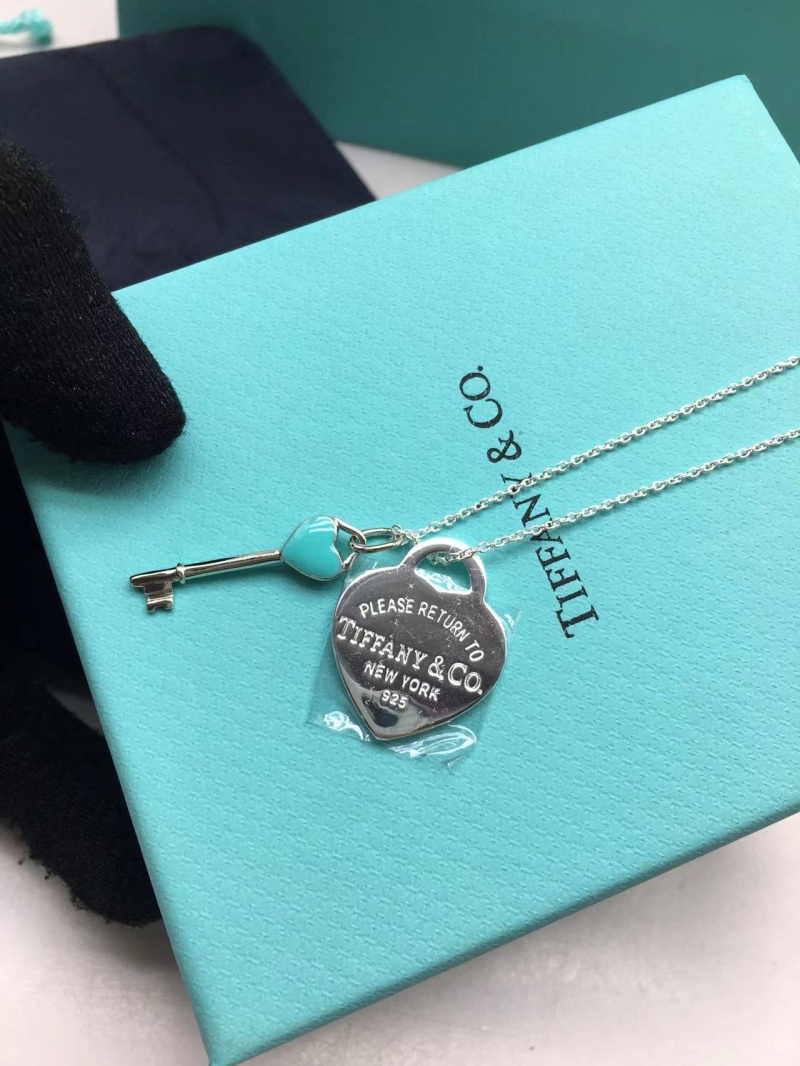 TIFFANY & CO.
PLEASE RETURN TO
TIFFANY & CO.
NEW YORK
925